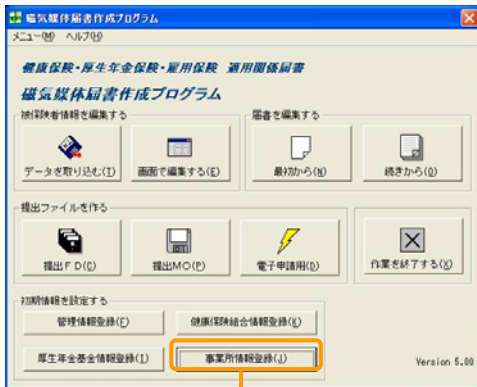 磁気媒体届書作成プログラム
メニュー(M) ヘルプ(H)
健康保険・厚生年金保険・雇用保険 適用関係届書
磁気媒体届書作成プログラム
被保険者情報を編集する
届書を編集する
データを取り込む(T)
画面で編集する(E)
最初から(N)
続きから(O)
提出ファイルを作る
提出FD(C)
提出MO(P)
電子申請用(D)
作業を終了する(X)
初期情報を設定する
管理情報登録(F)
健康保険組合情報登録(K)
厚生年金基金情報登録(I)
事業所情報登録(J)
Version 5.00